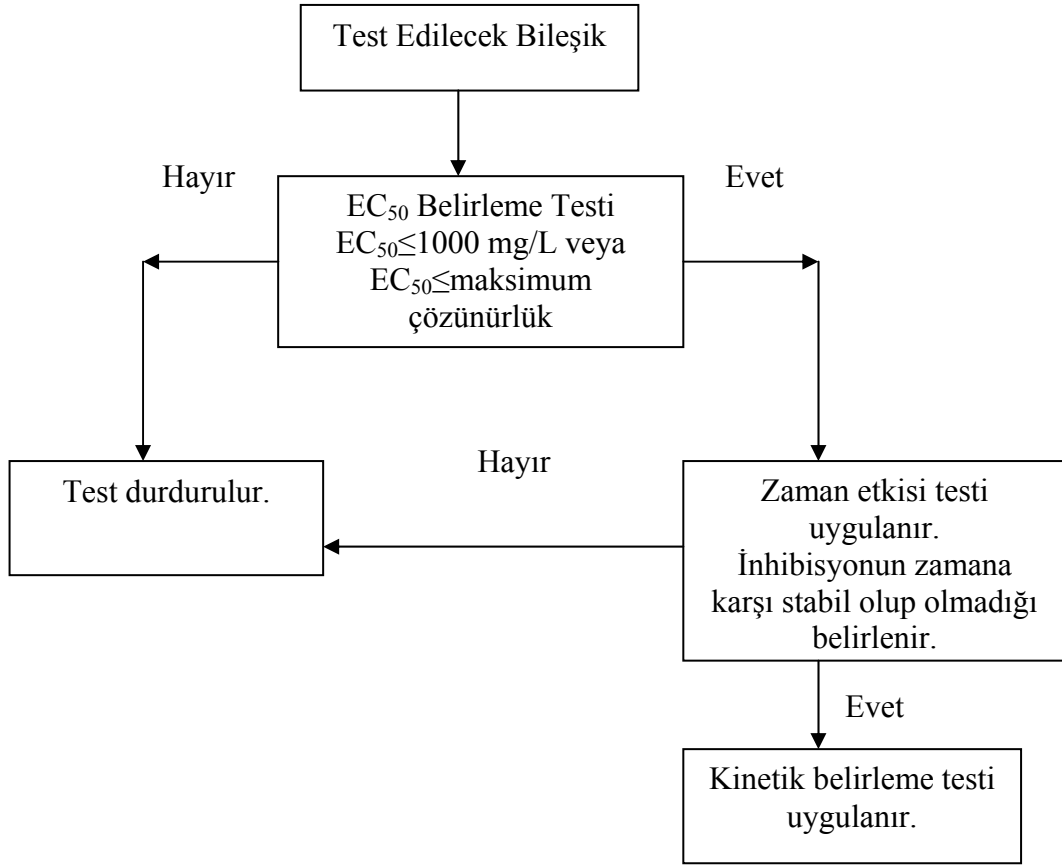 Test Edilecek Bileşik
Hayır
Evet
EC₅₀ Belirleme Testi
EC₅₀≤1000 mg/L veya
EC₅₀≤maksimum
çözünürlük
Test durdurulur.
Hayır
Zaman etkisi testi
uygulanır.
İnhibisyonun zamana
karşı stabil olup olmadığı
belirlenir.
Evet
Kinetik belirleme testi
uygulanır.